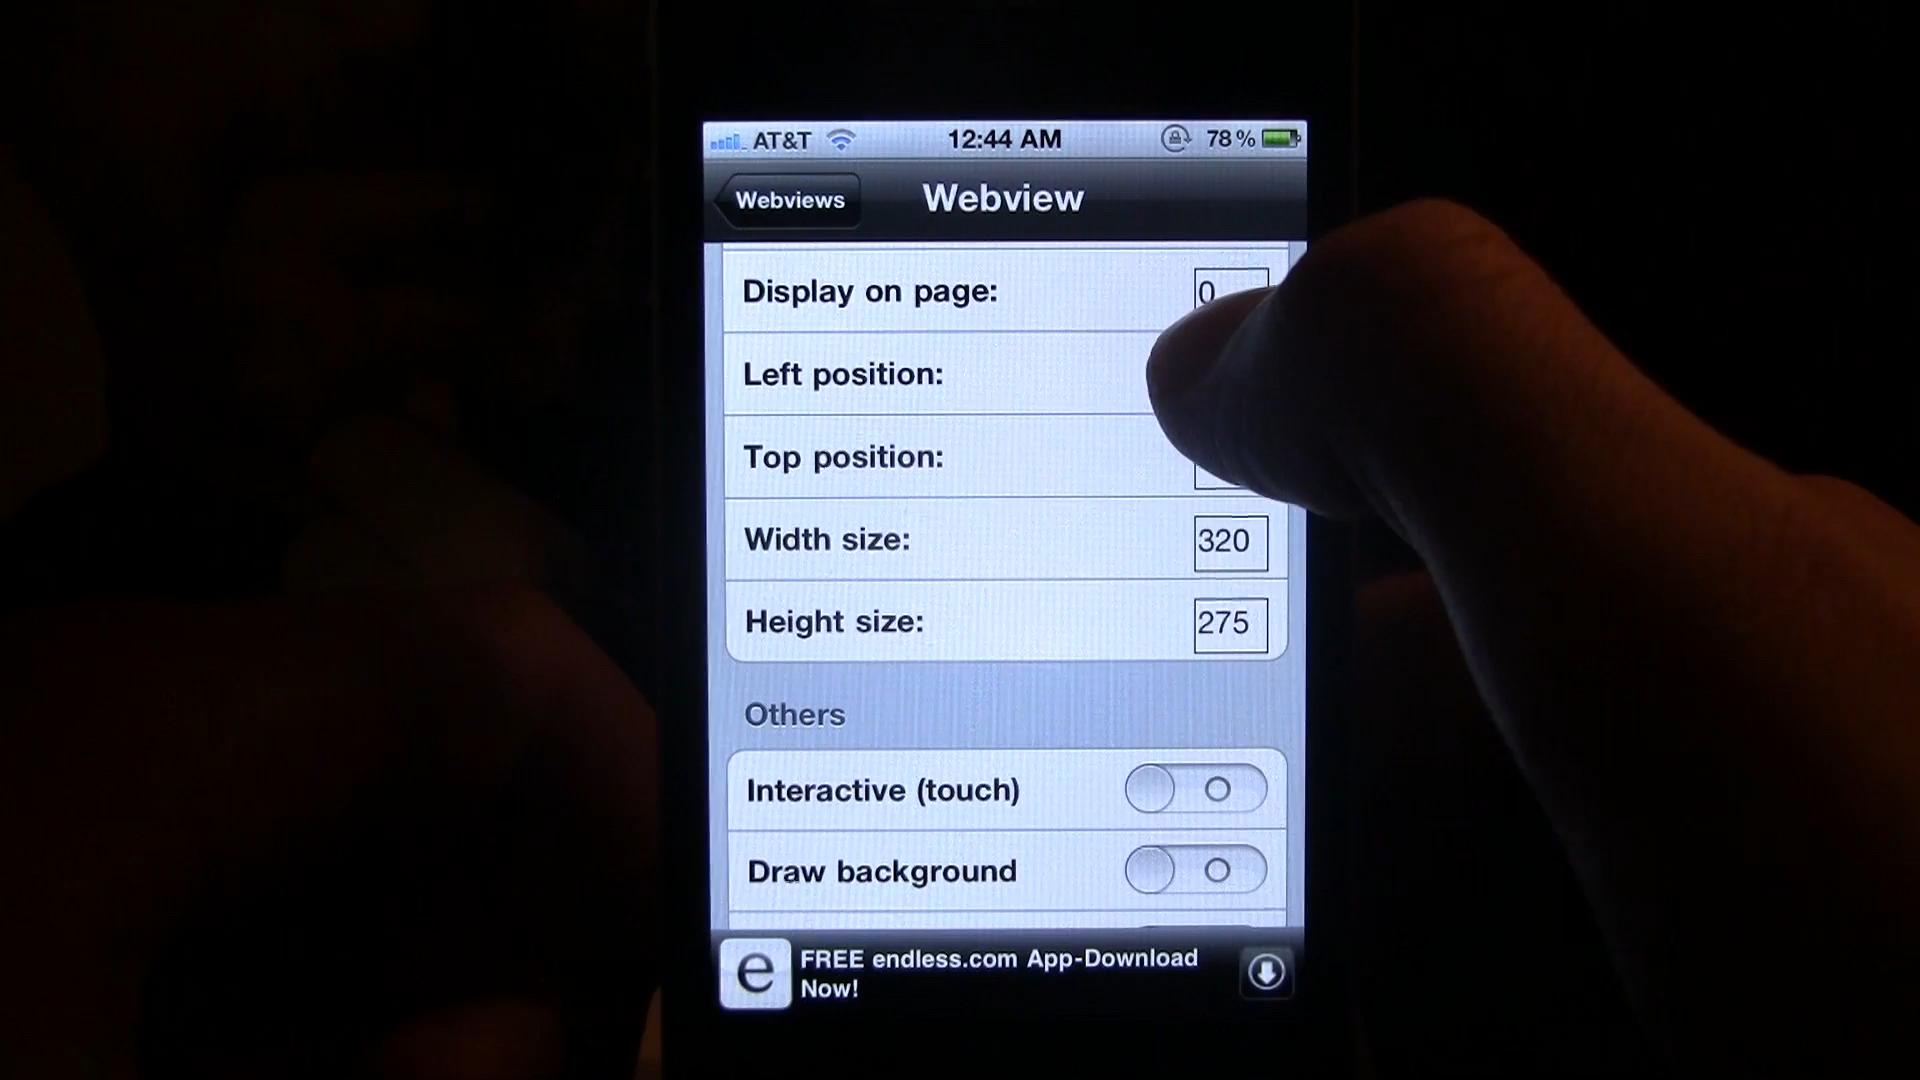 AT&T 12:44 AM 78%
Webviews Webview
Display on page: 0
Left position:
Top position:
Width size: 320
Height size: 275
Others
Interactive (touch)
Draw background
e FREE endless.com App-Download
Now!